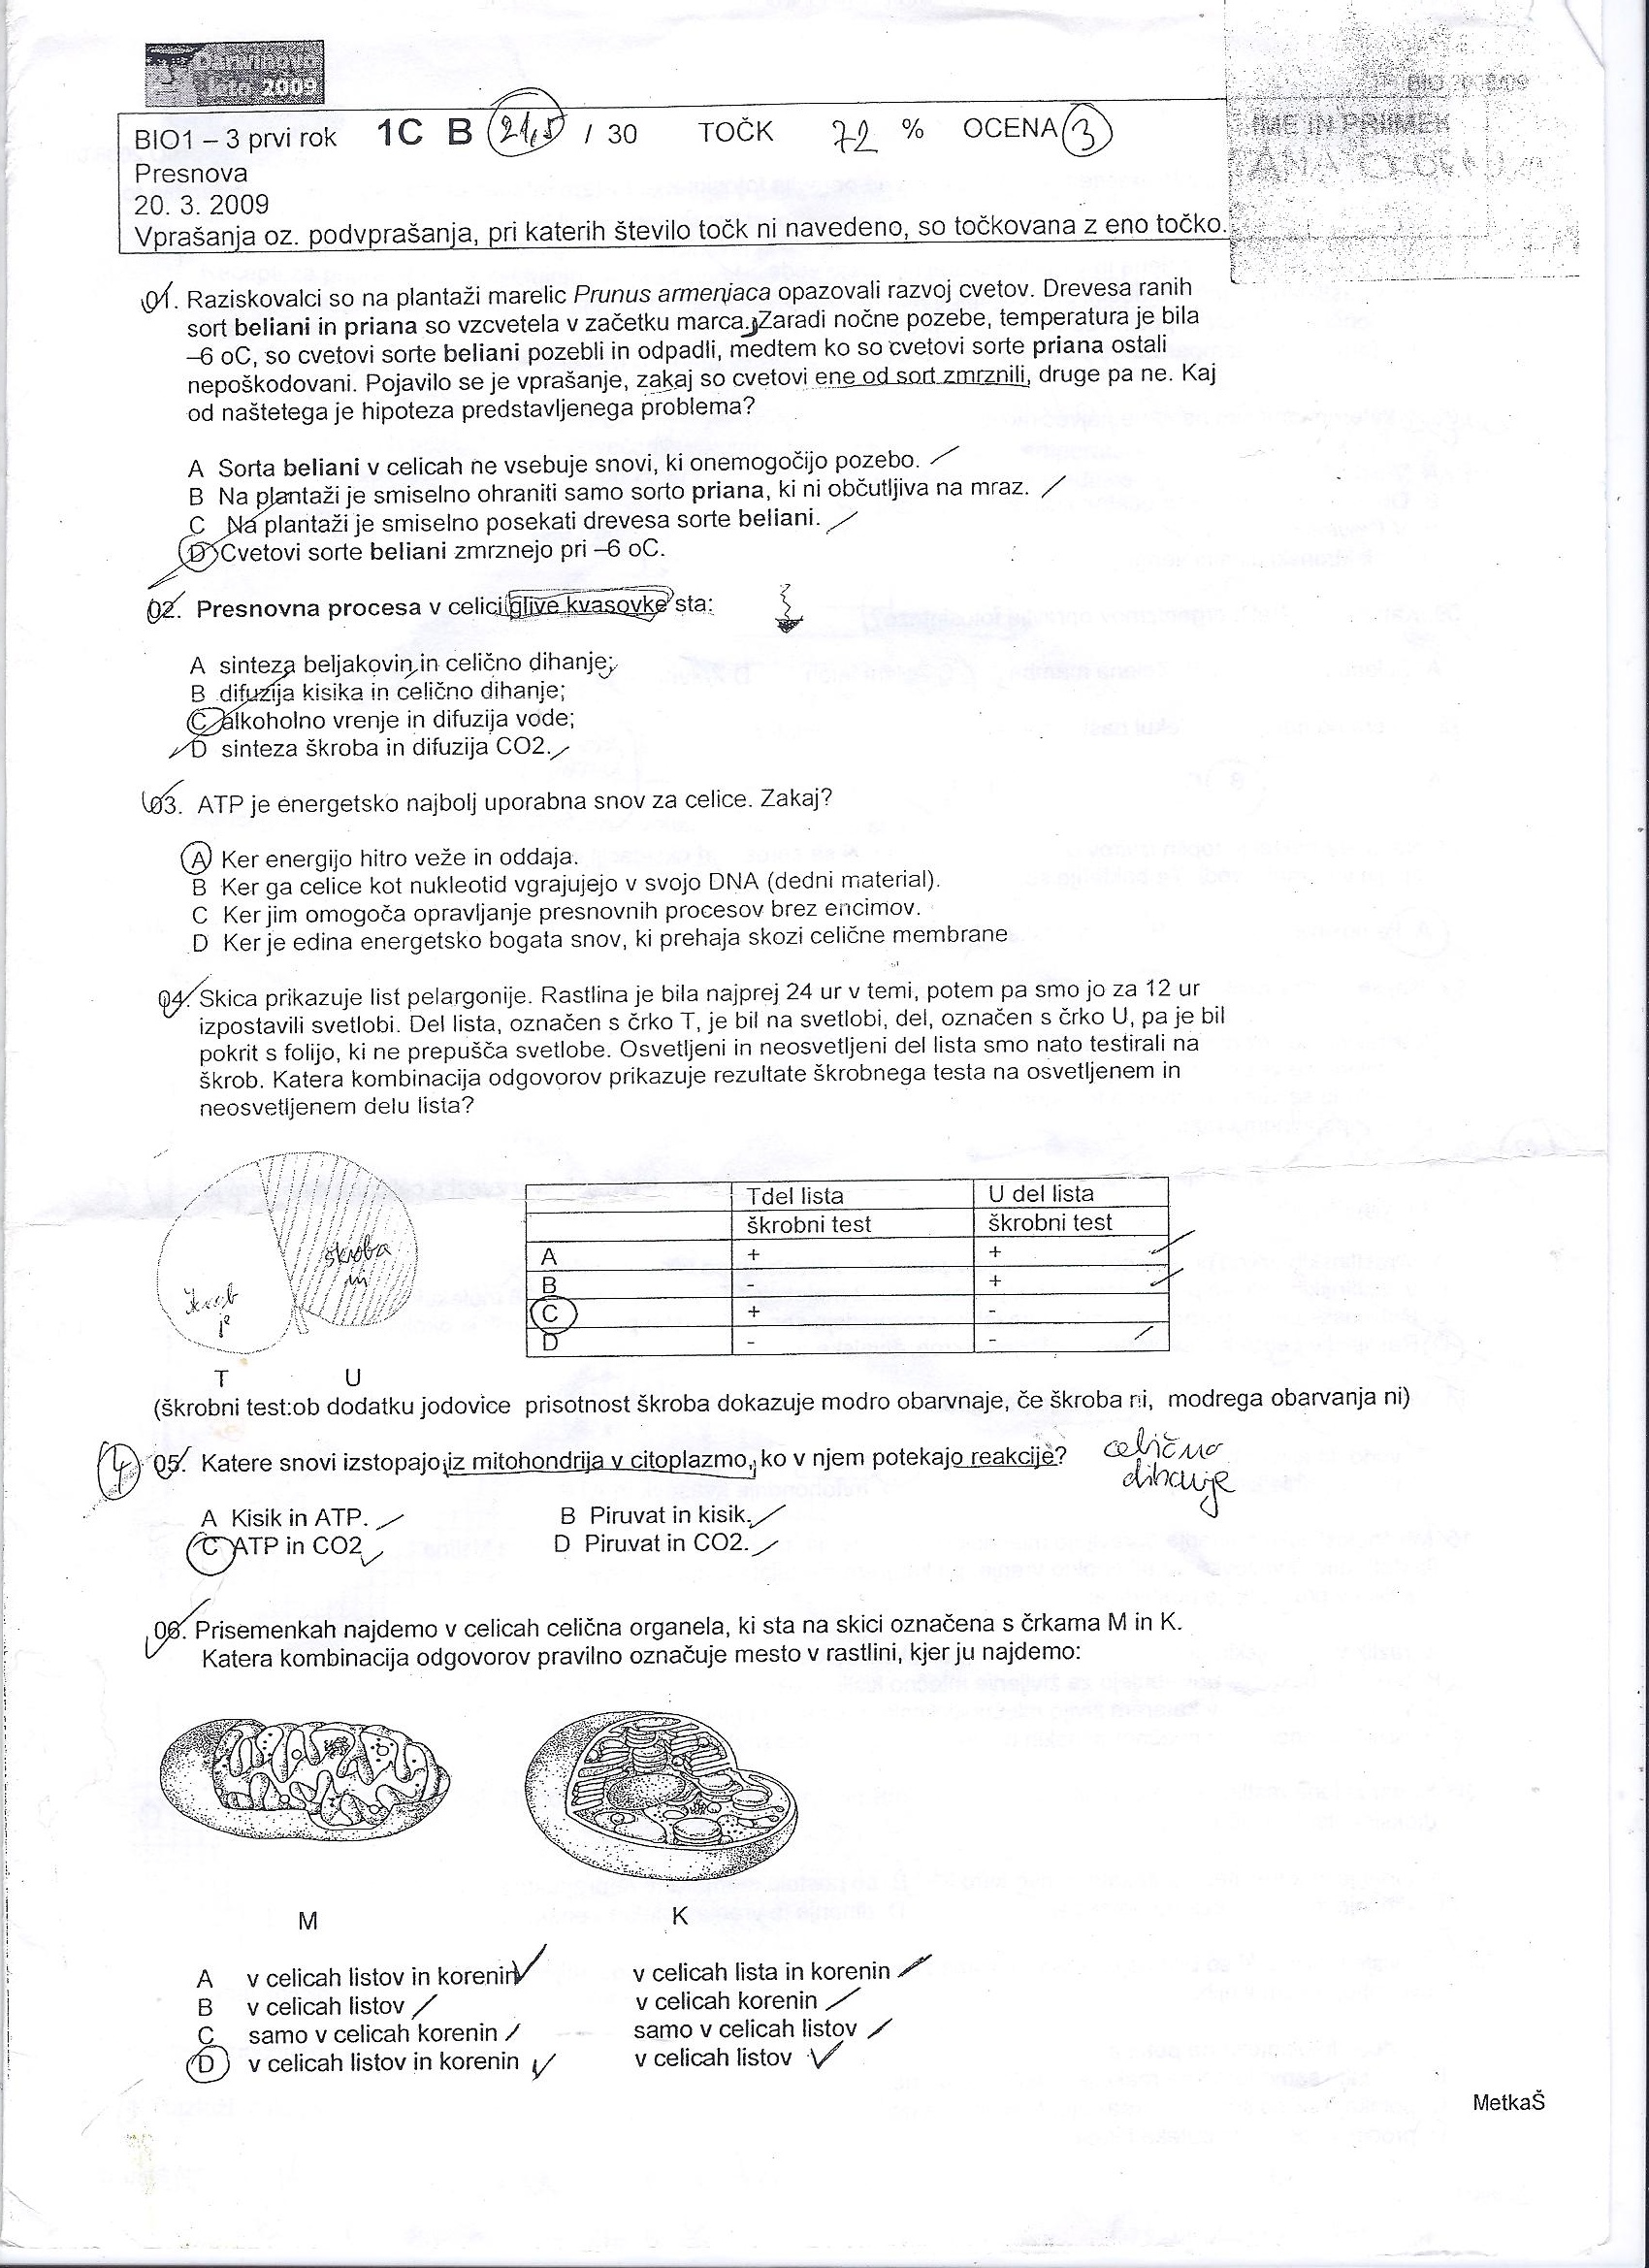 Darwinovo
leto 2009
BIO1 – 3 prvi rok 1C B 21,5 / 30 TOČK 72 % OCENA 3
IME IN PRIIMEK
Presnova
20. 3. 2009
Vprašanja oz. podvprašanja, pri katerih število točk ni navedeno, so točkovana z eno točko.
01. Raziskovalci so na plantaži marelic Prunus armenjaca opazovali razvoj cvetov. Drevesa ranih
sort beliani in priana so vzcvetela v začetku marca. Zaradi nočne pozebe, temperatura je bila
–6 oC, so cvetovi sorte beliani pozebli in odpadli, medtem ko so cvetovi sorte priana ostali
nepoškodovani. Pojavilo se je vprašanje, zakaj so cvetovi ene od sort zmrznili, druge pa ne. Kaj
od naštetega je hipoteza predstavljenega problema?
A Sorta beliani v celicah ne vsebuje snovi, ki onemogočijo pozebo.
B Na plantaži je smiselno ohraniti samo sorto priana, ki ni občutljiva na mraz.
C Na plantaži je smiselno posekati drevesa sorte beliani.
D Cvetovi sorte beliani zmrznejo pri –6 oC.
02. Presnovna procesa v celici glive kvasovke sta:
A sinteza beljakovin in celično dihanje;
B difuzija kisika in celično dihanje;
C alkoholno vrenje in difuzija vode;
D sinteza škroba in difuzija CO2.
03. ATP je energetsko najbolj uporabna snov za celice. Zakaj?
A Ker energijo hitro veže in oddaja.
B Ker ga celice kot nukleotid vgrajujejo v svojo DNA (dedni material).
C Ker jim omogoča opravljanje presnovnih procesov brez encimov.
D Ker je edina energetsko bogata snov, ki prehaja skozi celične membrane
04. Skica prikazuje list pelargonije. Rastlina je bila najprej 24 ur v temi, potem pa smo jo za 12 ur
izpostavili svetlobi. Del lista, označen s črko T, je bil na svetlobi, del, označen s črko U, pa je bil
pokrit s folijo, ki ne prepušča svetlobe. Osvetljeni in neosvetljeni del lista smo nato testirali na
škrob. Katera kombinacija odgovorov prikazuje rezultate škrobnega testa na osvetljenem in
neosvetljenem delu lista?
škrob
je
škroba
ni
T U
Tdel lista U del lista
škrobni test škrobni test
A + +
B - +
C + -
D - -
(škrobni test:ob dodatku jodovice prisotnost škroba dokazuje modro obarvnaje, če škroba ni, modrega obarvanja ni)
4
05. Katere snovi izstopajo iz mitohondrija v citoplazmo, ko v njem potekajo reakcije?
celično
dihanje
A Kisik in ATP. B Piruvat in kisik.
C ATP in CO2 D Piruvat in CO2.
06. Prisemenkah najdemo v celicah celična organela, ki sta na skici označena s črkama M in K.
Katera kombinacija odgovorov pravilno označuje mesto v rastlini, kjer ju najdemo:
M K
A v celicah listov in korenin v celicah lista in korenin
B v celicah listov v celicah korenin
C samo v celicah korenin samo v celicah listov
D v celicah listov in korenin v celicah listov
MetkaŠ